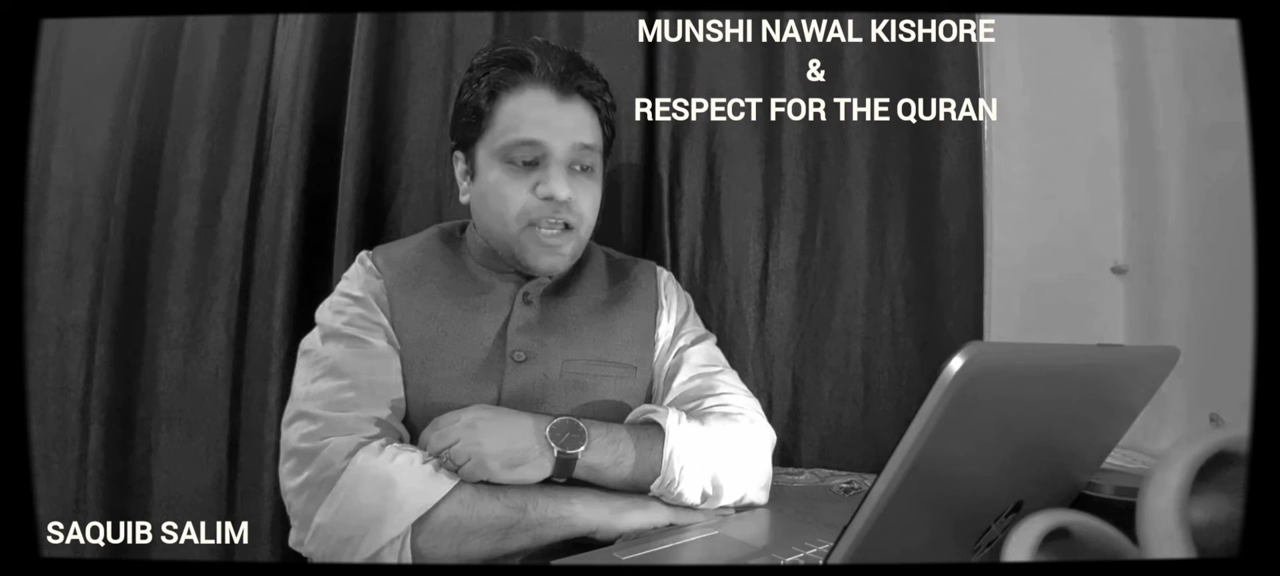 MUNSHI NAWAL KISHORE
&
RESPECT FOR THE QURAN
SAQUIB SALIM